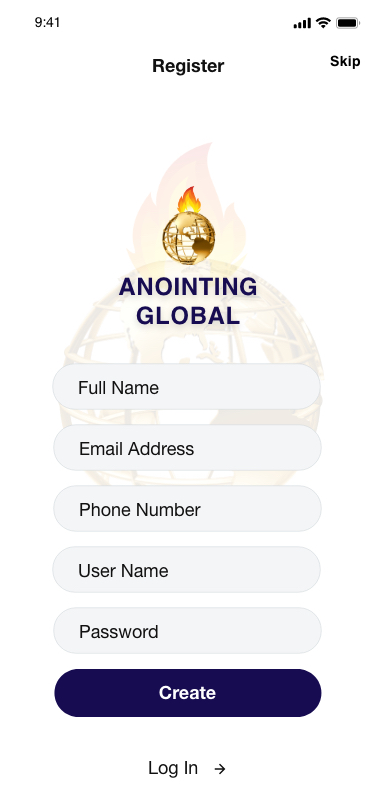 9:41
Register
Skip
ANOINTING
GLOBAL
Full Name
Email Address
Phone Number
User Name
Password
Create
Log In →